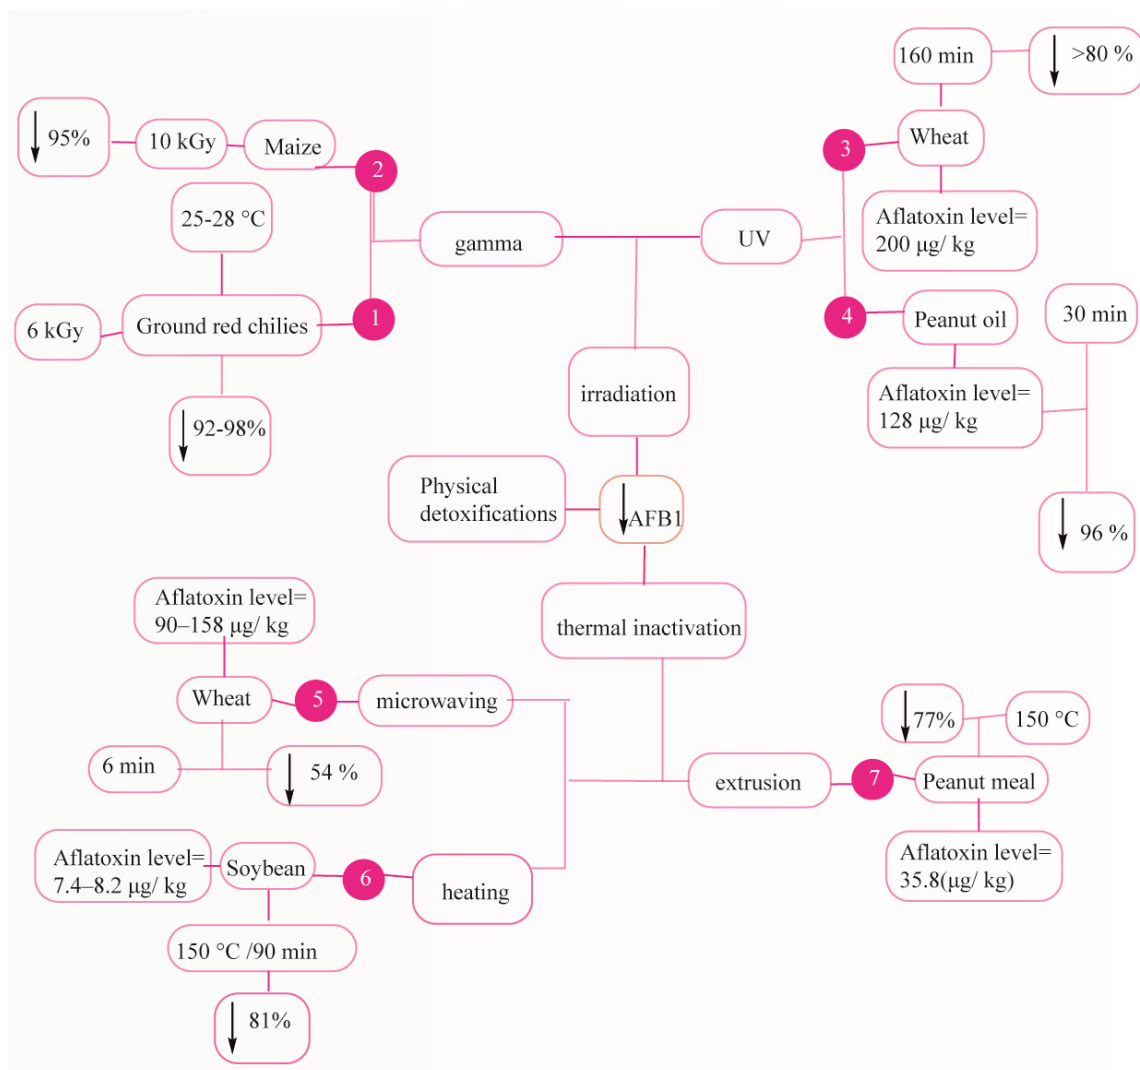 160 min
>80 %
95%
10 kGy
Maize
2
3
Wheat
25-28 °C
Aflatoxin level=
200 μg/ kg
gamma
UV
6 kGy
Ground red chilies
1
4
Peanut oil
30 min
irradiation
Aflatoxin level=
128 μg/ kg
92-98%
Physical
detoxifications
AFB1
96 %
Aflatoxin level=
90–158 μg/ kg
thermal inactivation
Wheat
5
microwaving
77%
150 °C
6 min
54 %
extrusion
7
Peanut meal
Aflatoxin level=
7.4–8.2 μg/ kg
Soybean
6
heating
Aflatoxin level=
35.8(μg/ kg)
150 °C /90 min
81%